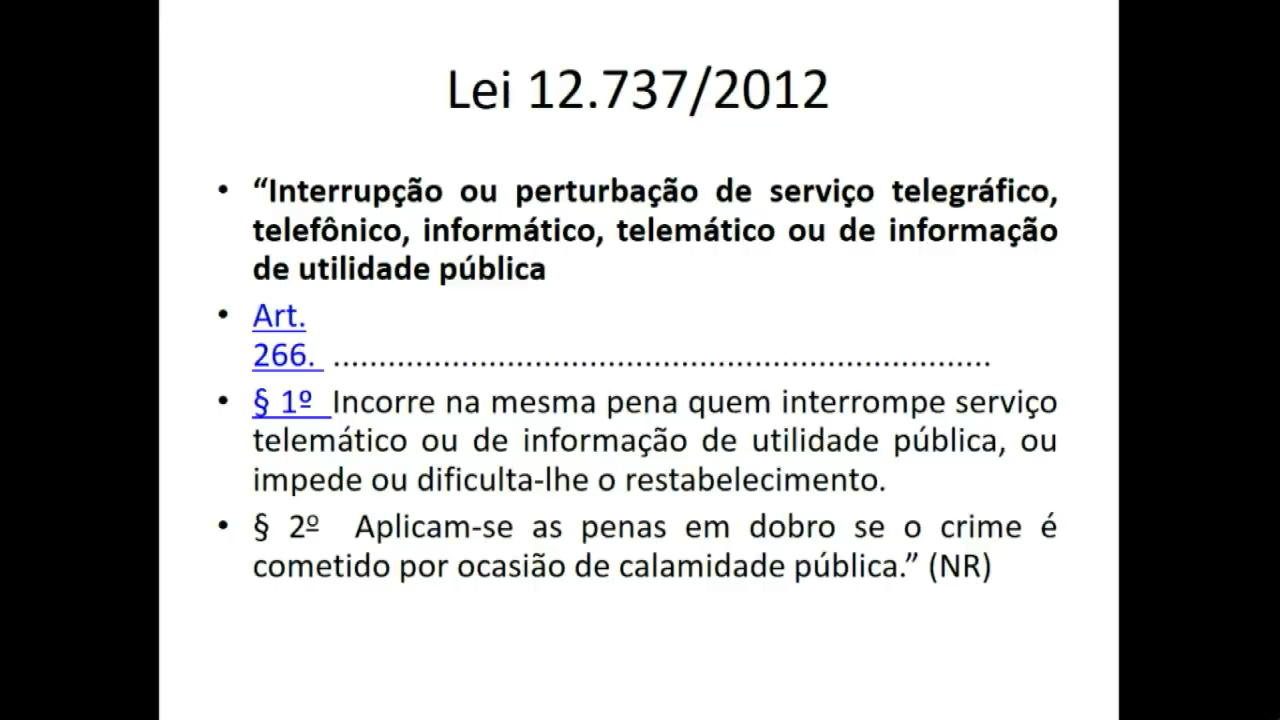 Lei 12.737/2012
• “Interrupção ou perturbação de serviço telegráfico,
telefônico, informático, telemático ou de informação
de utilidade pública
• Art.
266. ........................................................................
• § 1º Incorre na mesma pena quem interrompe serviço
telemático ou de informação de utilidade pública, ou
impede ou dificulta-lhe o restabelecimento.
• § 2º Aplicam-se as penas em dobro se o crime é
cometido por ocasião de calamidade pública.” (NR)